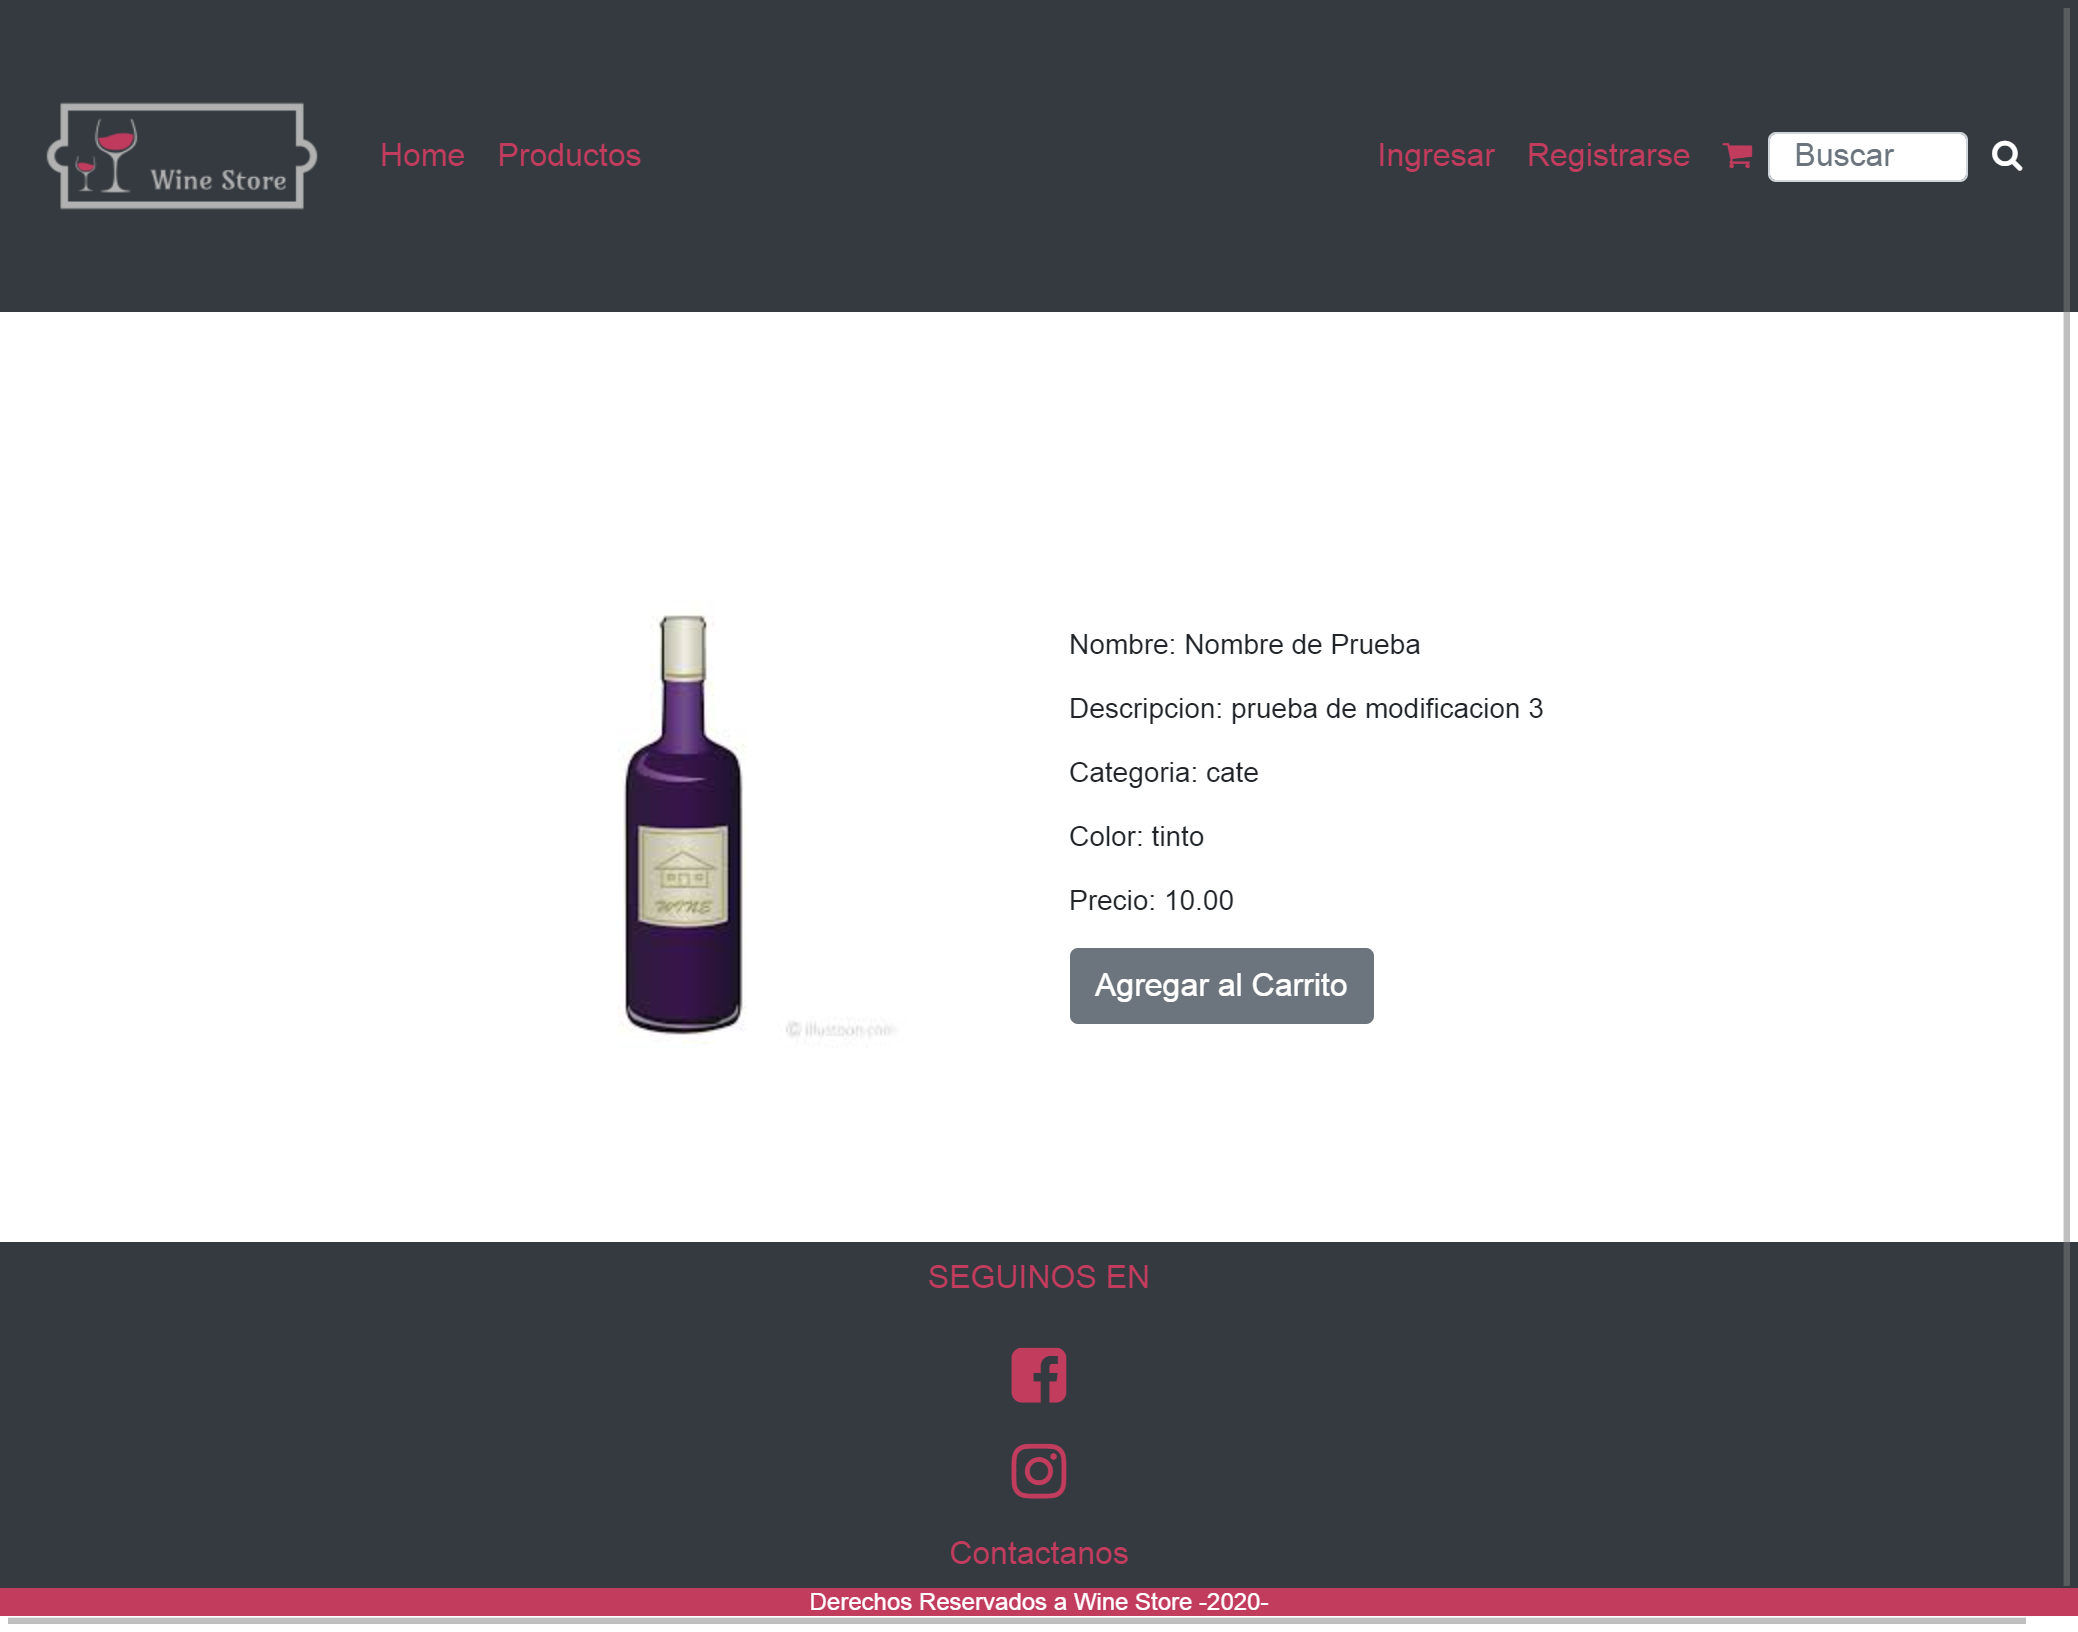 Wine Store
Home
Productos
Ingresar
Registrarse
Buscar
Nombre: Nombre de Prueba
Descripcion: prueba de modificacion 3
Categoria: cate
Color: tinto
Precio: 10.00
WINE
© illustoon.com
Agregar al Carrito
SEGUINOS EN
Contactanos
Derechos Reservados a Wine Store -2020-